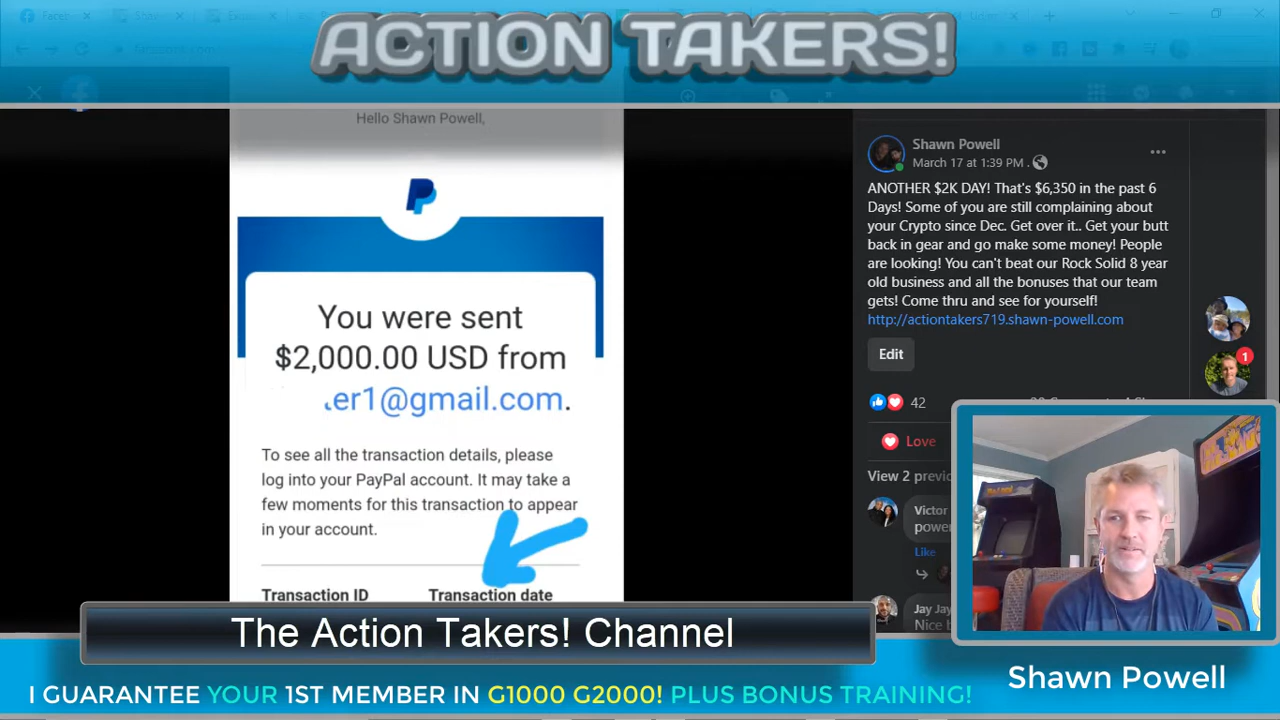 ACTION TAKERS!
Hello Shawn Powell,
You were sent
$2,000.00 USD from
er1@gmail.com.
To see all the transaction details, please
log into your PayPal account. It may take a
few moments for this transaction to appear
in your account.
Transaction ID
Transaction date
Shawn Powell
March 17 at 1:39 PM .
ANOTHER $2K DAY! That's $6,350 in the past 6
Days! Some of you are still complaining about
your Crypto since Dec. Get over it.. Get your butt
back in gear and go make some money! People
are looking! You can't beat our Rock Solid 8 year
old business and all the bonuses that our team
gets! Come thru and see for yourself!
http://actiontakers719.shawn-powell.com
Edit
42
Love
View 2 previ
Victor
powe
Like
Jay Jay
Nice b
1
The Action Takers! Channel
Shawn Powell
I GUARANTEE YOUR 1ST MEMBER IN G1000 G2000! PLUS BONUS TRAINING!